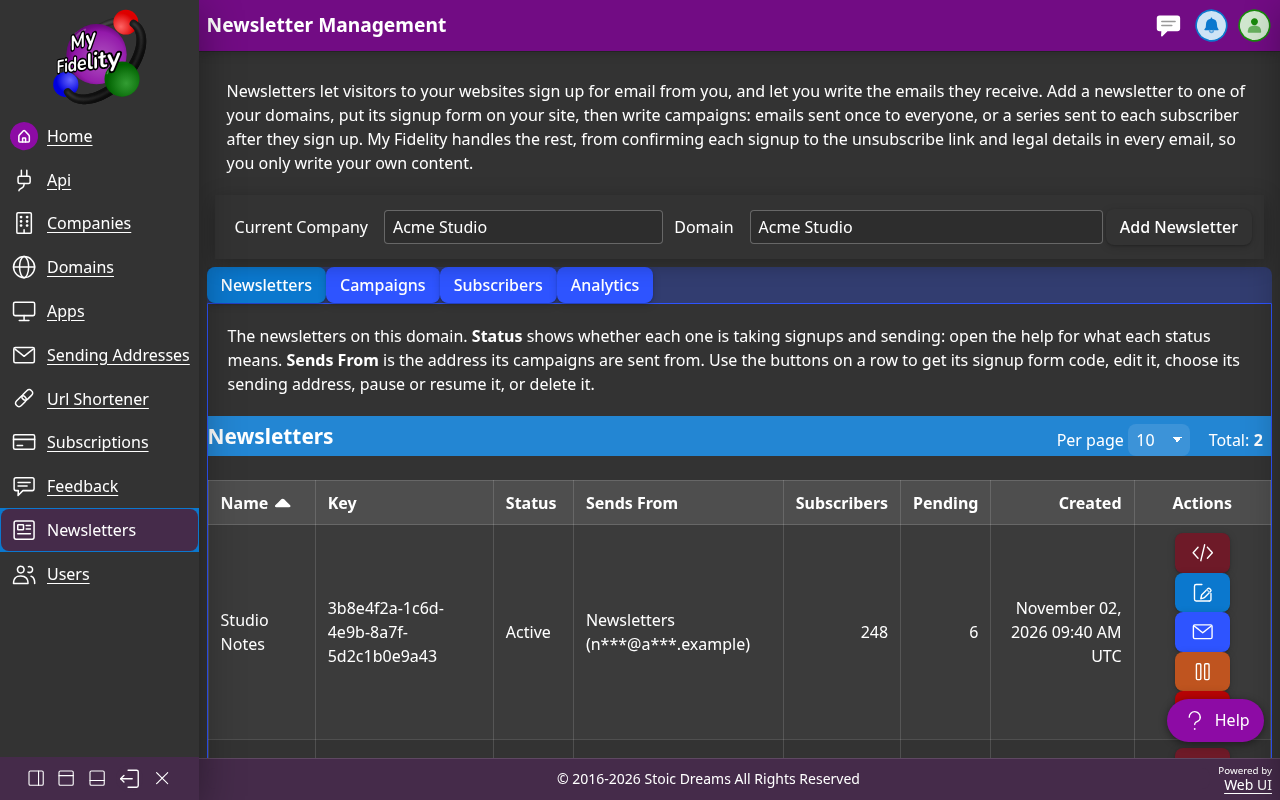 My
Fidelity
Newsletter Management
Home
Api
Companies
Domains
Apps
Sending Addresses
Url Shortener
Subscriptions
Feedback
Newsletters
Users
Newsletters let visitors to your websites sign up for email from you, and let you write the emails they receive. Add a newsletter to one of
your domains, put its signup form on your site, then write campaigns: emails sent once to everyone, or a series sent to each subscriber
after they sign up. My Fidelity handles the rest, from confirming each signup to the unsubscribe link and legal details in every email, so
you only write your own content.
Current Company Acme Studio Domain Acme Studio Add Newsletter
Newsletters Campaigns Subscribers Analytics
The newsletters on this domain. Status shows whether each one is taking signups and sending: open the help for what each status
means. Sends From is the address its campaigns are sent from. Use the buttons on a row to get its signup form code, edit it, choose its
sending address, pause or resume it, or delete it.
Newsletters Per page 10 Total: 2
Name Key Status Sends From Subscribers Pending Created Actions
Studio
Notes
3b8e4f2a-1c6d-
4e9b-8a7f-
5d2c1b0e9a43
Active
Newsletters
(n***@a***.example)
248
6
November 02,
2026 09:40 AM
UTC
Help
© 2016-2026 Stoic Dreams All Rights Reserved
Powered by
Web UI